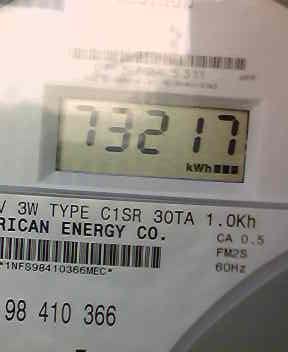 73217
kWh
V 3W TYPE C1SR 30TA 1.0Kh
RICAN ENERGY CO.
CA 0.5
FM2S
60Hz
*1NFS98410366MEC*
98 410 366